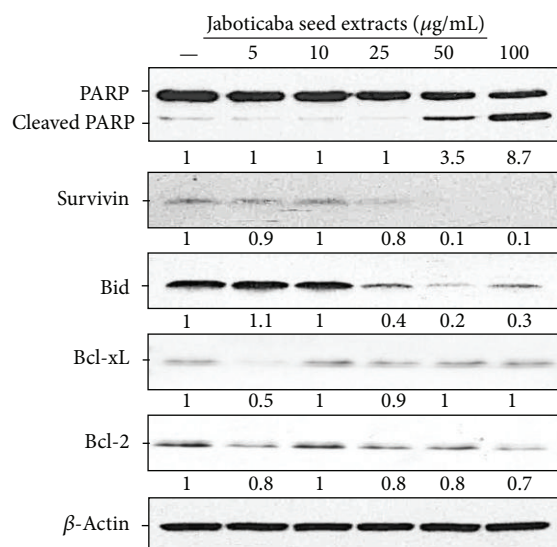 Jaboticaba seed extracts (μg/mL)
— 5 10 25 50 100
PARP
Cleaved PARP
1 1 1 1 3.5 8.7
Survivin
1 0.9 1 0.8 0.1 0.1
Bid
1 1.1 1 0.4 0.2 0.3
Bcl-xL
1 0.5 1 0.9 1 1
Bcl-2
1 0.8 1 0.8 0.8 0.7
β-Actin